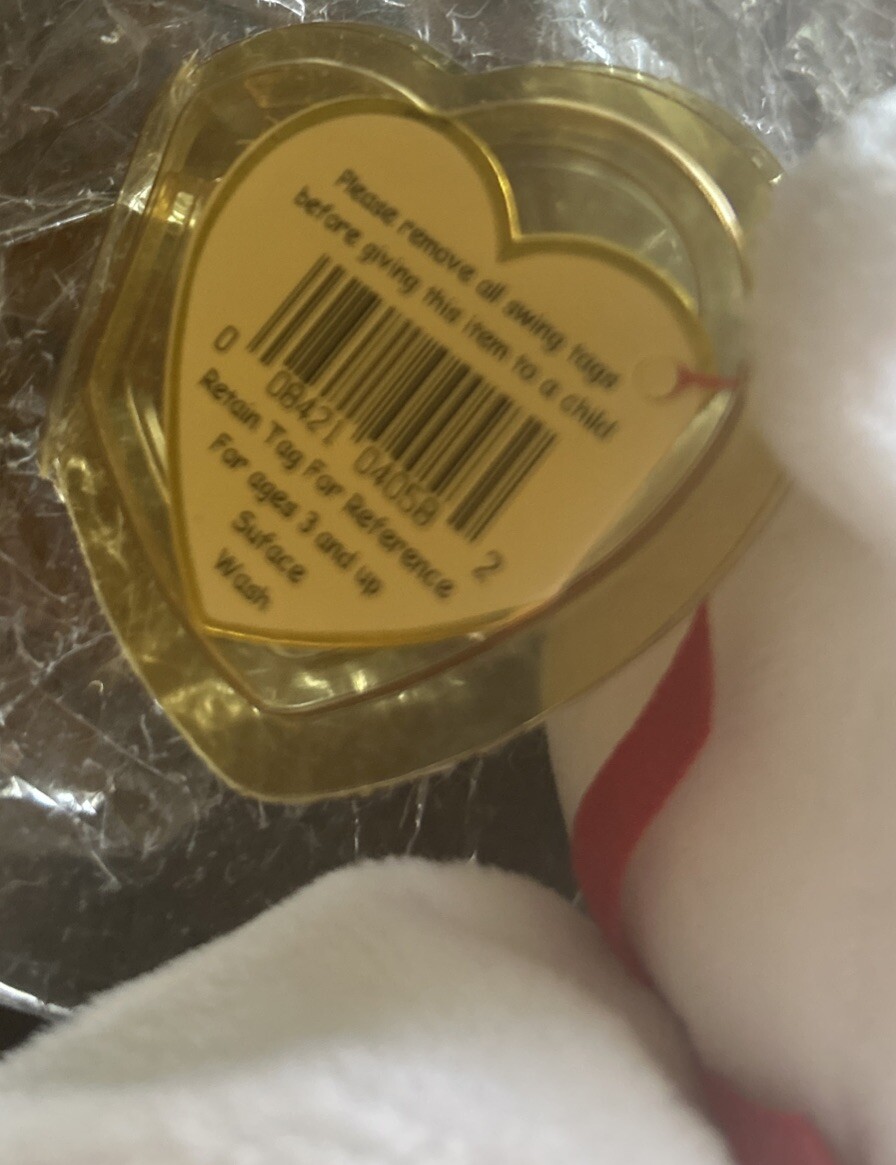 Please remove all swing tags
before giving this item to a child
0 08421 04058 2
Retain Tag For Reference
For ages 3 and up
Suface
Wash